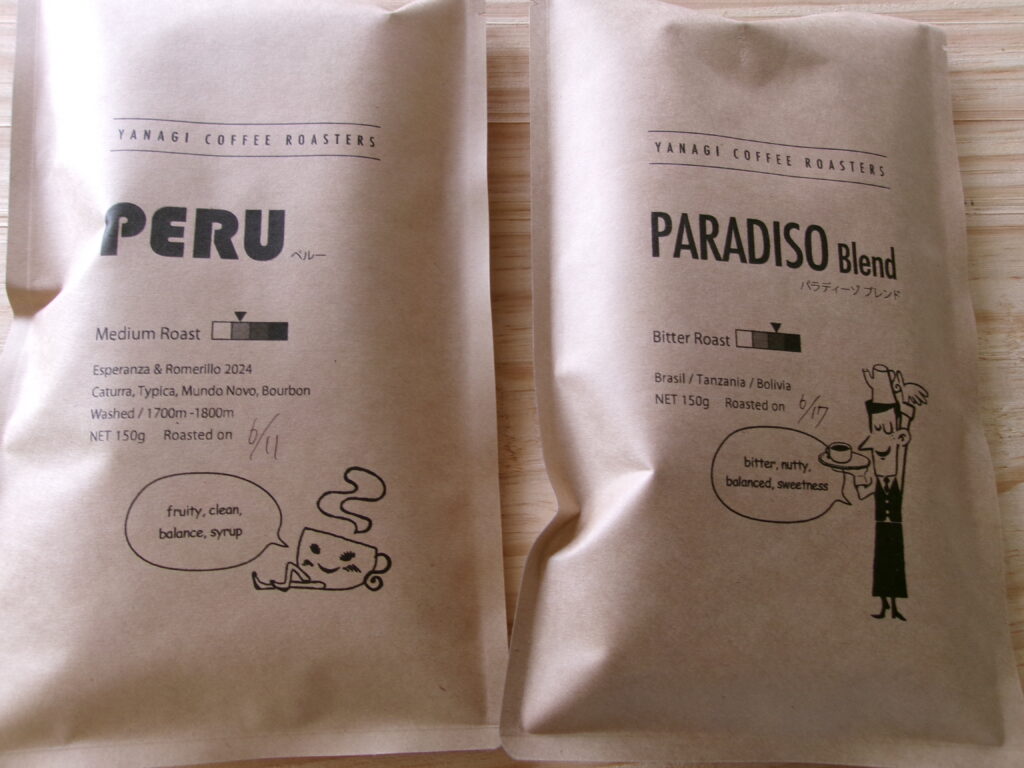 YANAGI COFFEE ROASTERS
PERU ペルー
Medium Roast
Esperanza & Romerillo 2024
Caturra, Typica, Mundo Novo, Bourbon
Washed / 1700m -1800m
NET 150g Roasted on 6/11
fruity, clean,
balance, syrup
YANAGI COFFEE ROASTERS
PARADISO Blend
パラディーソ ブレンド
Bitter Roast
Brasil / Tanzania / Bolivia
NET 150g Roasted on 6/17
bitter, nutty,
balanced, sweetness